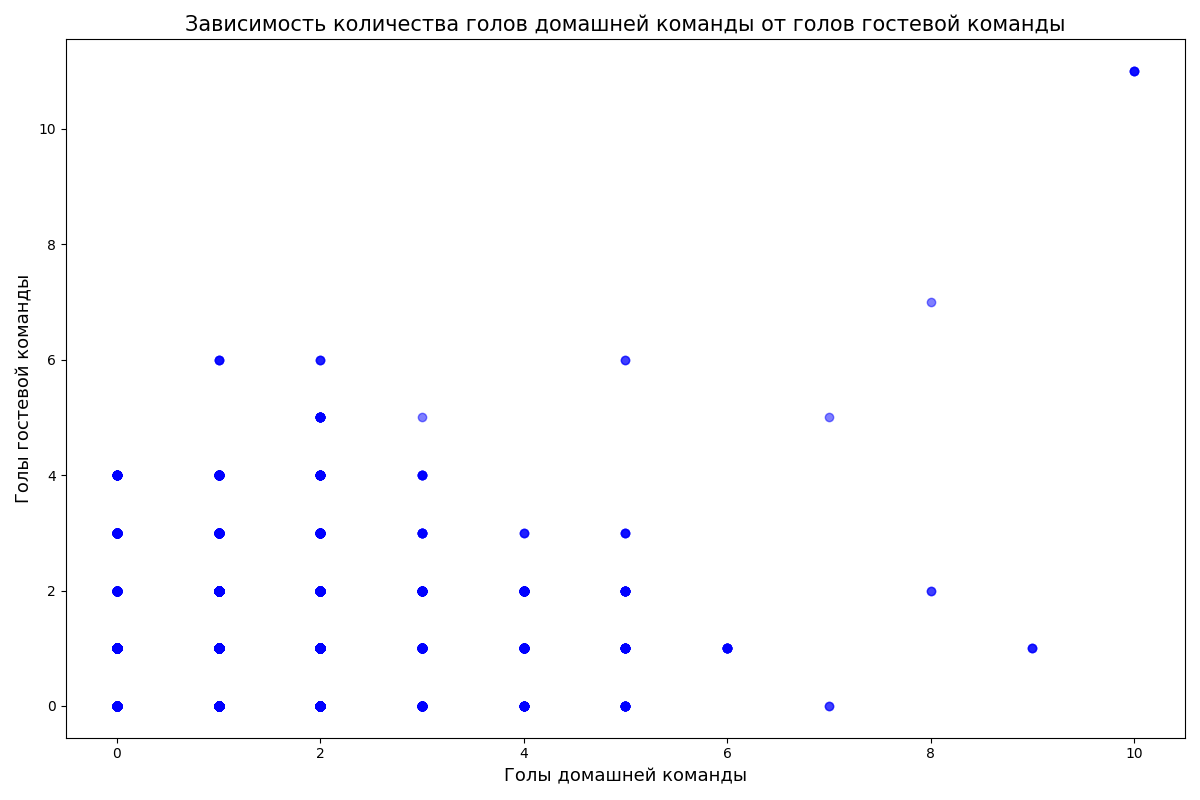 Зависимость количества голов домашней команды от голов гостевой команды
Голы гостевой команды
10
8
6
4
2
0
0 2 4 6 8 10
Голы домашней команды